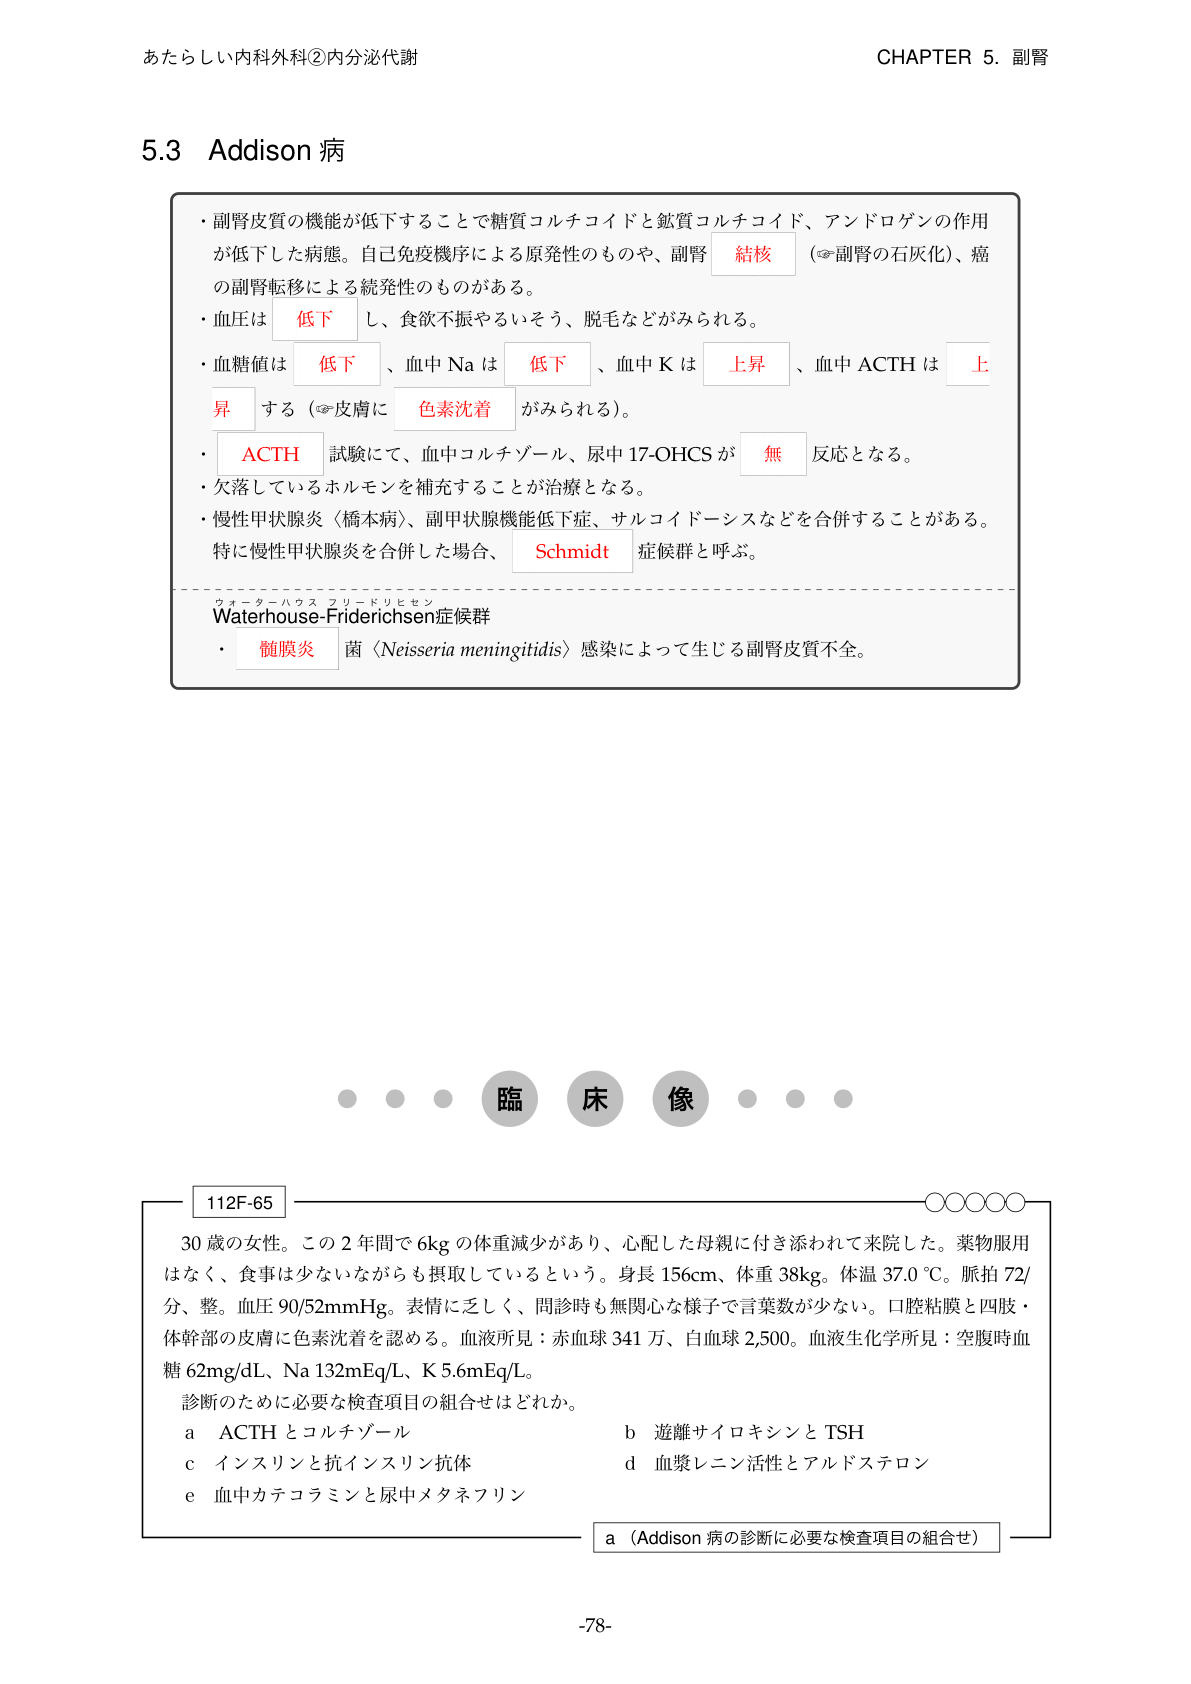 あたらしい内科外科②内分泌代謝
CHAPTER 5. 副腎
5.3 Addison 病
・副腎皮質の機能が低下することで糖質コルチコイドと鉱質コルチコイド、アンドロゲンの作用
が低下した病態。自己免疫機序による原発性のものや、副腎 結核 （☞副腎の石灰化）、癌
の副腎転移による続発性のものがある。
・血圧は 低下 し、食欲不振やるいそう、脱毛などがみられる。
・血糖値は 低下 、血中 Na は 低下 、血中 K は 上昇 、血中 ACTH は 上
昇 する（☞皮膚に 色素沈着 がみられる）。
・ ACTH 試験にて、血中コルチゾール、尿中 17-OHCS が 無 反応となる。
・欠落しているホルモンを補充することが治療となる。
・慢性甲状腺炎〈橋本病〉、副甲状腺機能低下症、サルコイドーシスなどを合併することがある。
特に慢性甲状腺炎を合併した場合、 Schmidt 症候群と呼ぶ。
ウォーターハウス フリードリヒセン
Waterhouse-Friderichsen症候群
・ 髄膜炎 菌〈Neisseria meningitidis〉感染によって生じる副腎皮質不全。
臨 床 像
112F-65
30 歳の女性。この 2 年間で 6kg の体重減少があり、心配した母親に付き添われて来院した。薬物服用
はなく、食事は少ないながらも摂取しているという。身長 156cm、体重 38kg。体温 37.0 ℃。脈拍 72/
分、整。血圧 90/52mmHg。表情に乏しく、問診時も無関心な様子で言葉数が少ない。口腔粘膜と四肢・
体幹部の皮膚に色素沈着を認める。血液所見：赤血球 341 万、白血球 2,500。血液生化学所見：空腹時血
糖 62mg/dL、Na 132mEq/L、K 5.6mEq/L。
診断のために必要な検査項目の組合せはどれか。
a ACTH とコルチゾール
b 遊離サイロキシンと TSH
c インスリンと抗インスリン抗体
d 血漿レニン活性とアルドステロン
e 血中カテコラミンと尿中メタネフリン
a （Addison 病の診断に必要な検査項目の組合せ）
-78-